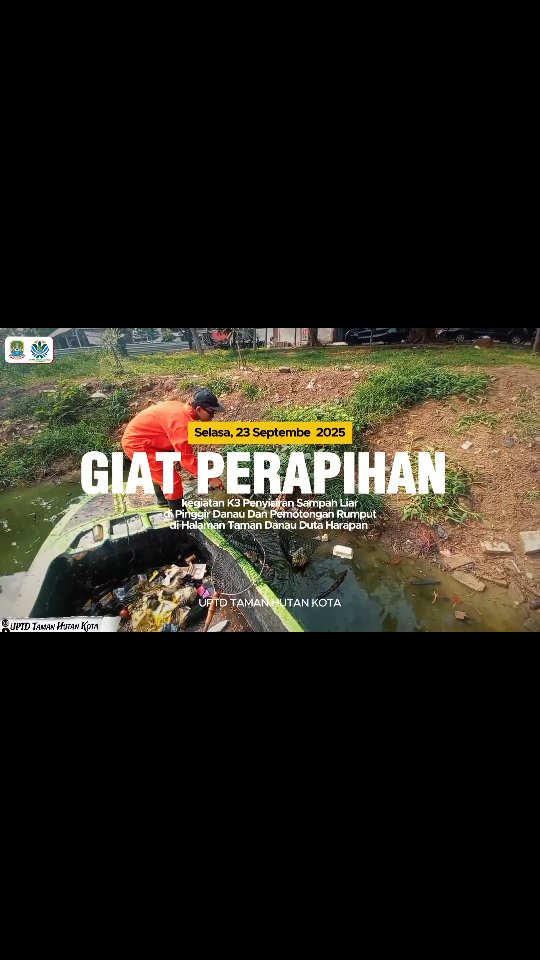 Selasa, 23 Septembe 2025
GIAT PERAPIHAN
kegiatan K3 Penyisiran Sampah Liar
di Pinggir Danau Dan Pemotongan Rumput
di Halaman Taman Danau Duta Harapan
UPTD TAMAN HUTAN KOTA
UPTD TAMAN HUTAN KOTA